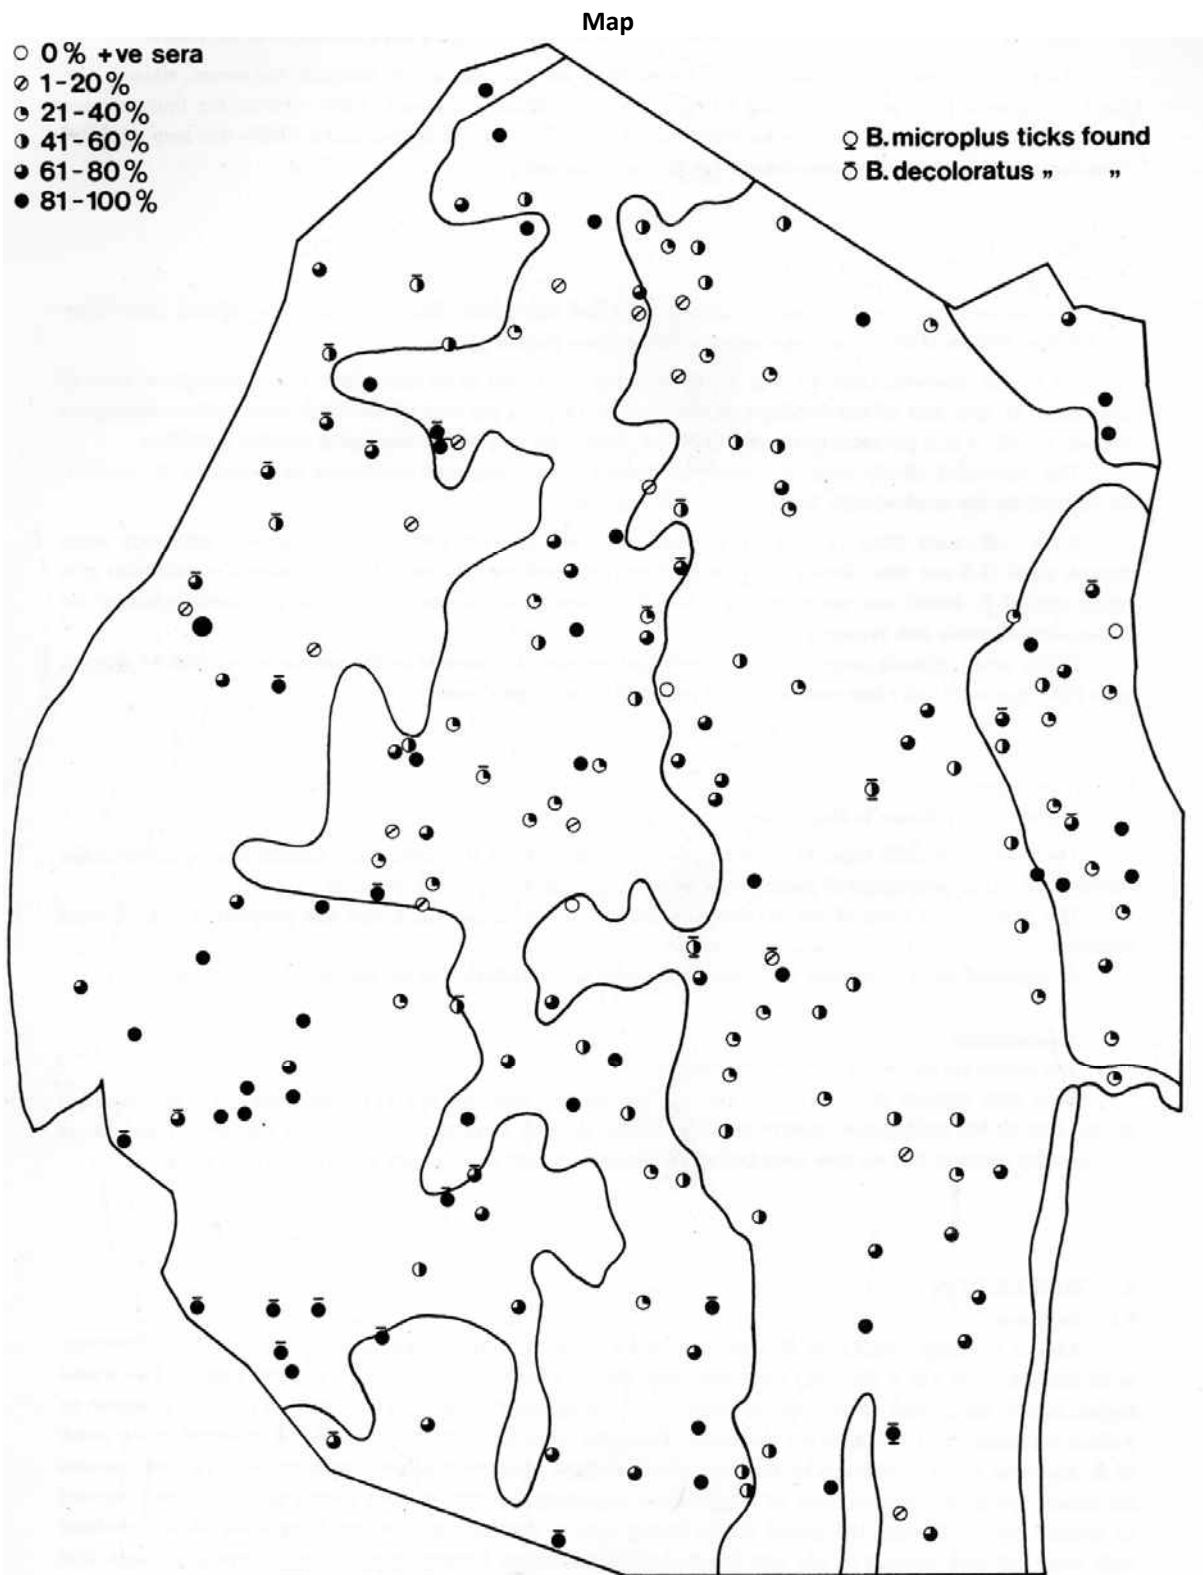 Map
0% +ve sera
1-20%
21-40%
41-60%
61-80%
81-100%
B. microplus ticks found
B. decoloratus „ „